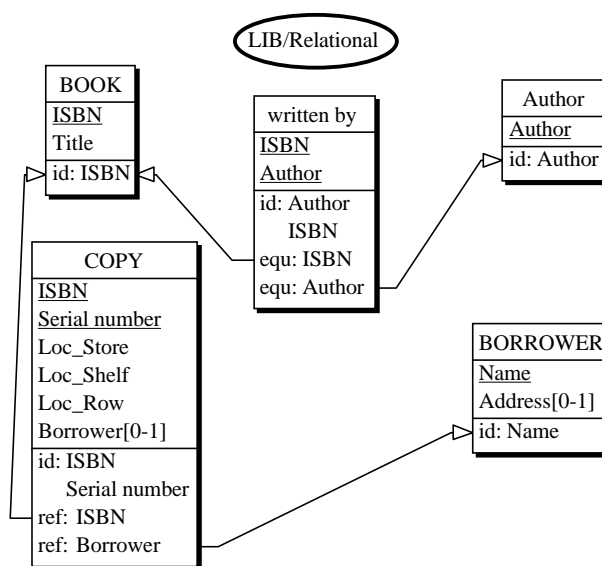 LIB/Relational
BOOK
ISBN
Title
id: ISBN
written by
ISBN
Author
id: Author
ISBN
equ: ISBN
equ: Author
Author
Author
id: Author
COPY
ISBN
Serial number
Loc_Store
Loc_Shelf
Loc_Row
Borrower[0-1]
id: ISBN
Serial number
ref: ISBN
ref: Borrower
BORROWER
Name
Address[0-1]
id: Name